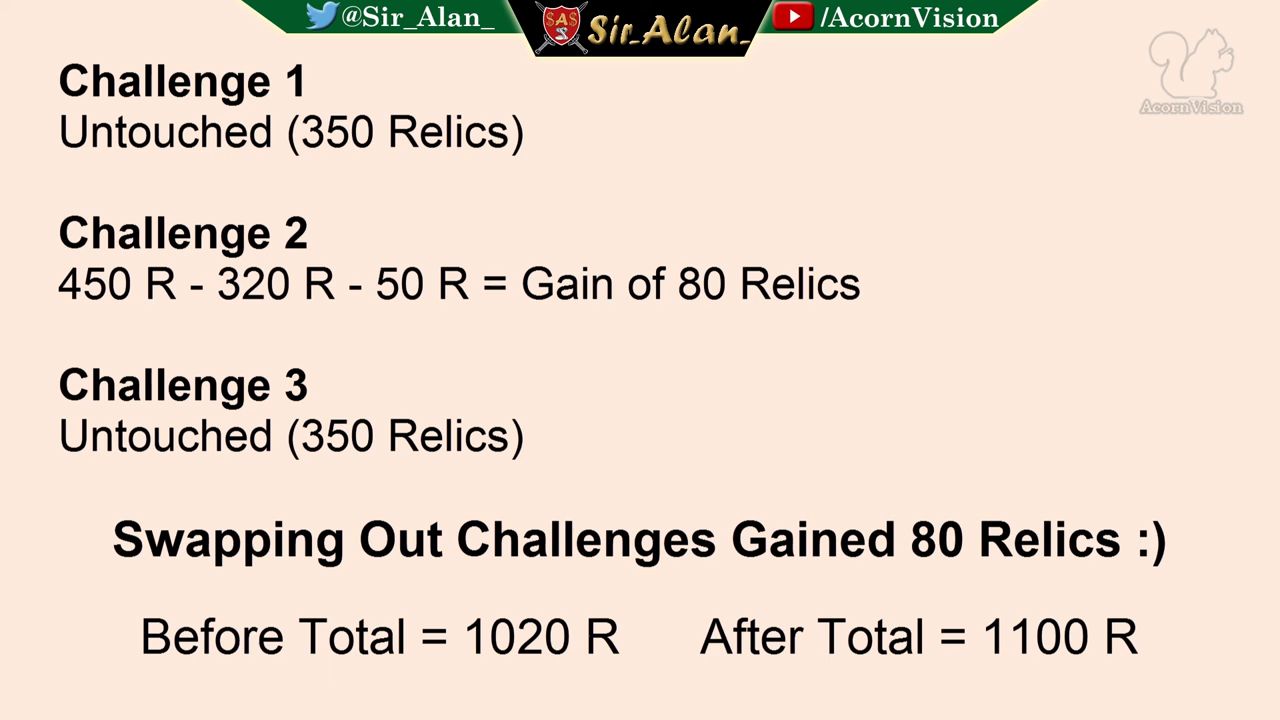 @Sir_Alan_
SAS
Sir_Alan_
/AcornVision
AcornVision
Challenge 1
Untouched (350 Relics)
Challenge 2
450 R - 320 R - 50 R = Gain of 80 Relics
Challenge 3
Untouched (350 Relics)
Swapping Out Challenges Gained 80 Relics :)
Before Total = 1020 R
After Total = 1100 R